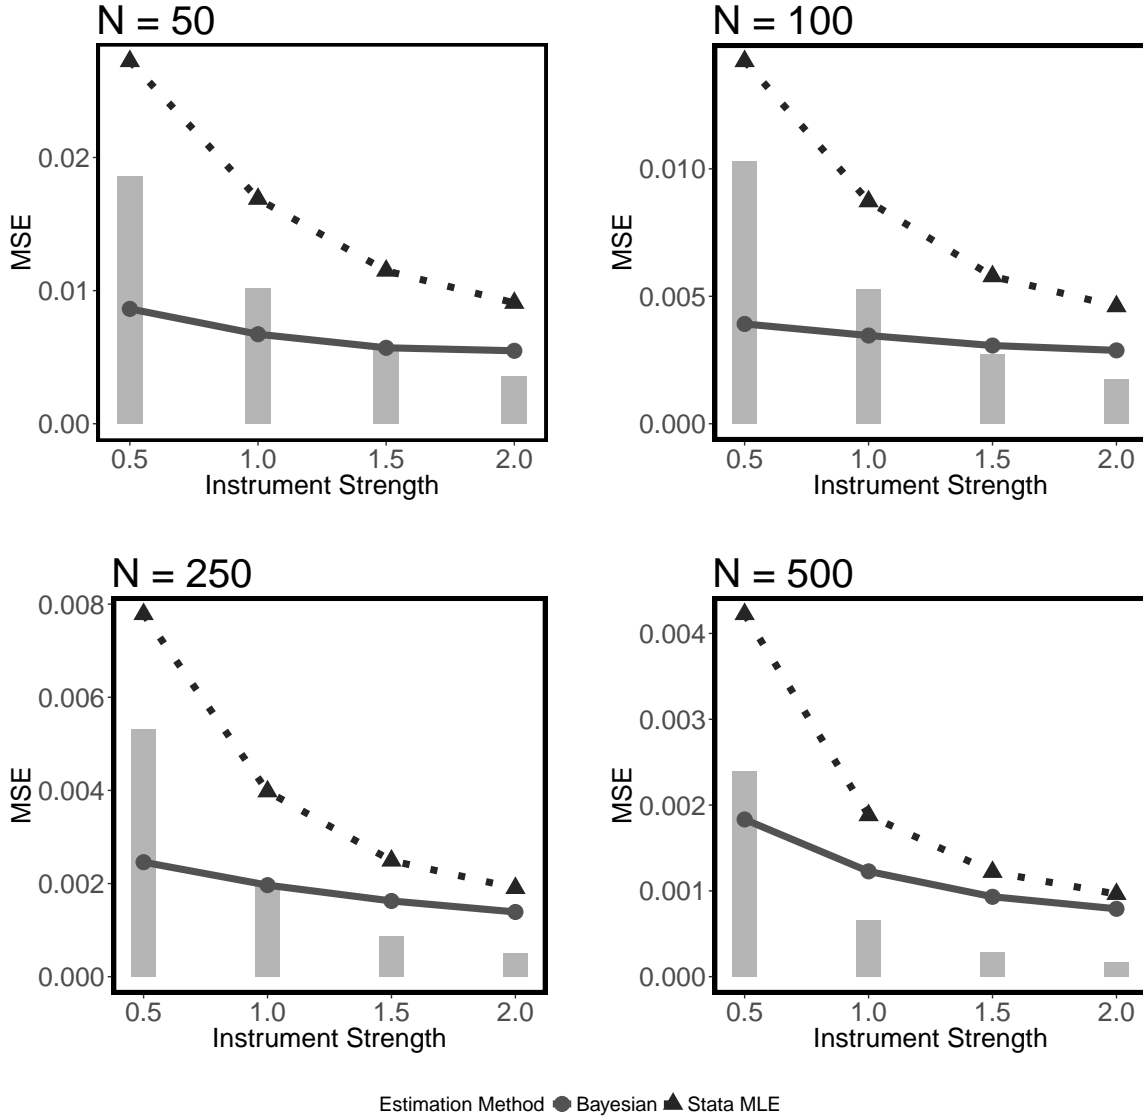 N = 50
MSE
0.02
0.01
0.00
0.5 1.0 1.5 2.0
Instrument Strength
N = 100
MSE
0.010
0.005
0.000
0.5 1.0 1.5 2.0
Instrument Strength
N = 250
MSE
0.008
0.006
0.004
0.002
0.000
0.5 1.0 1.5 2.0
Instrument Strength
N = 500
MSE
0.004
0.003
0.002
0.001
0.000
0.5 1.0 1.5 2.0
Instrument Strength
Estimation Method Bayesian Stata MLE